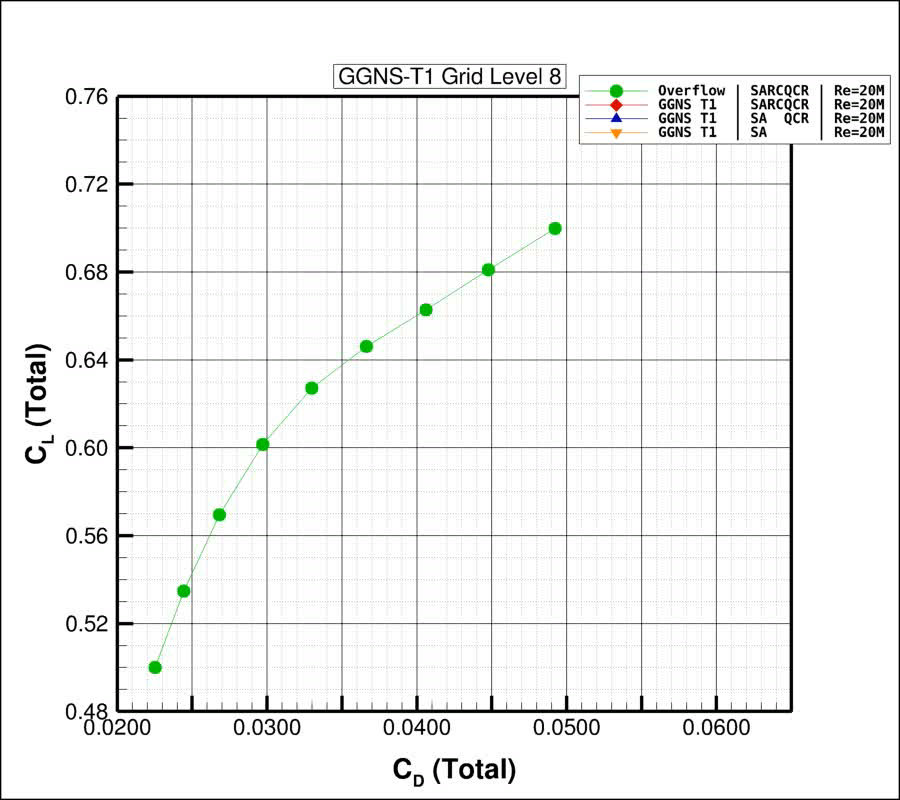 GGNS-T1 Grid Level 8
Overflow | SARCQCR | Re=20M
GGNS T1 | SARCQCR | Re=20M
GGNS T1 | SA QCR | Re=20M
GGNS T1 | SA | Re=20M
0.76
0.72
0.68
0.64
0.60
0.56
0.52
0.48
CL (Total)
0.0200 0.0300 0.0400 0.0500 0.0600
CD (Total)